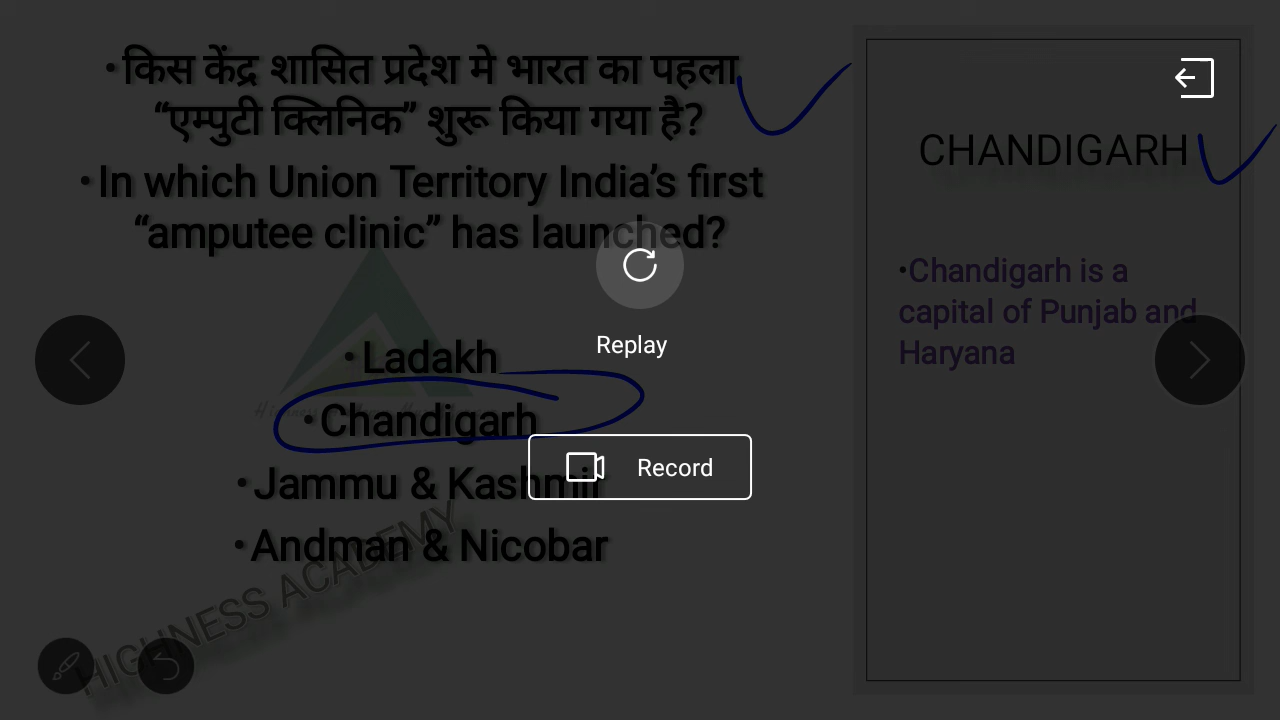 •किस केंद्र शासित प्रदेश मे भारत का पहला
“एम्पुटी क्लिनिक” शुरू किया गया है?
•In which Union Territory India’s first
“amputee clinic” has launched?
•Ladakh
•Chandigarh
•Jammu & Kashmir
•Andman & Nicobar
HIGHNESS ACADEMY
Replay
Record
CHANDIGARH
•Chandigarh is a
capital of Punjab and
Haryana